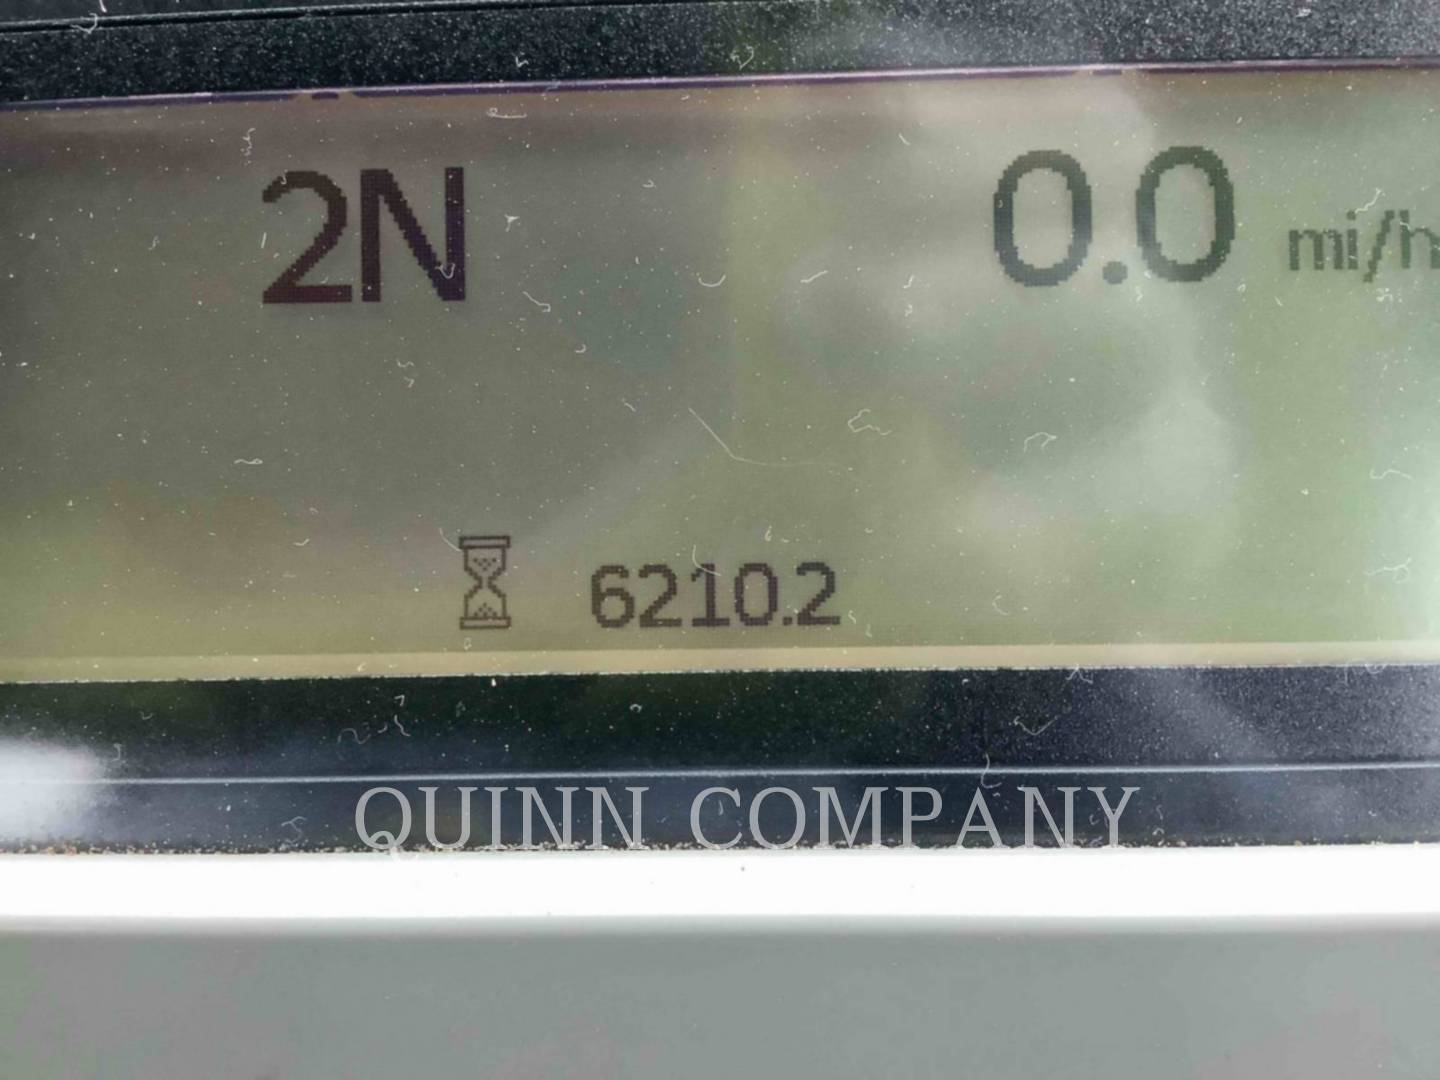 2N 0.0 mi/h
6210.2
QUINN COMPANY